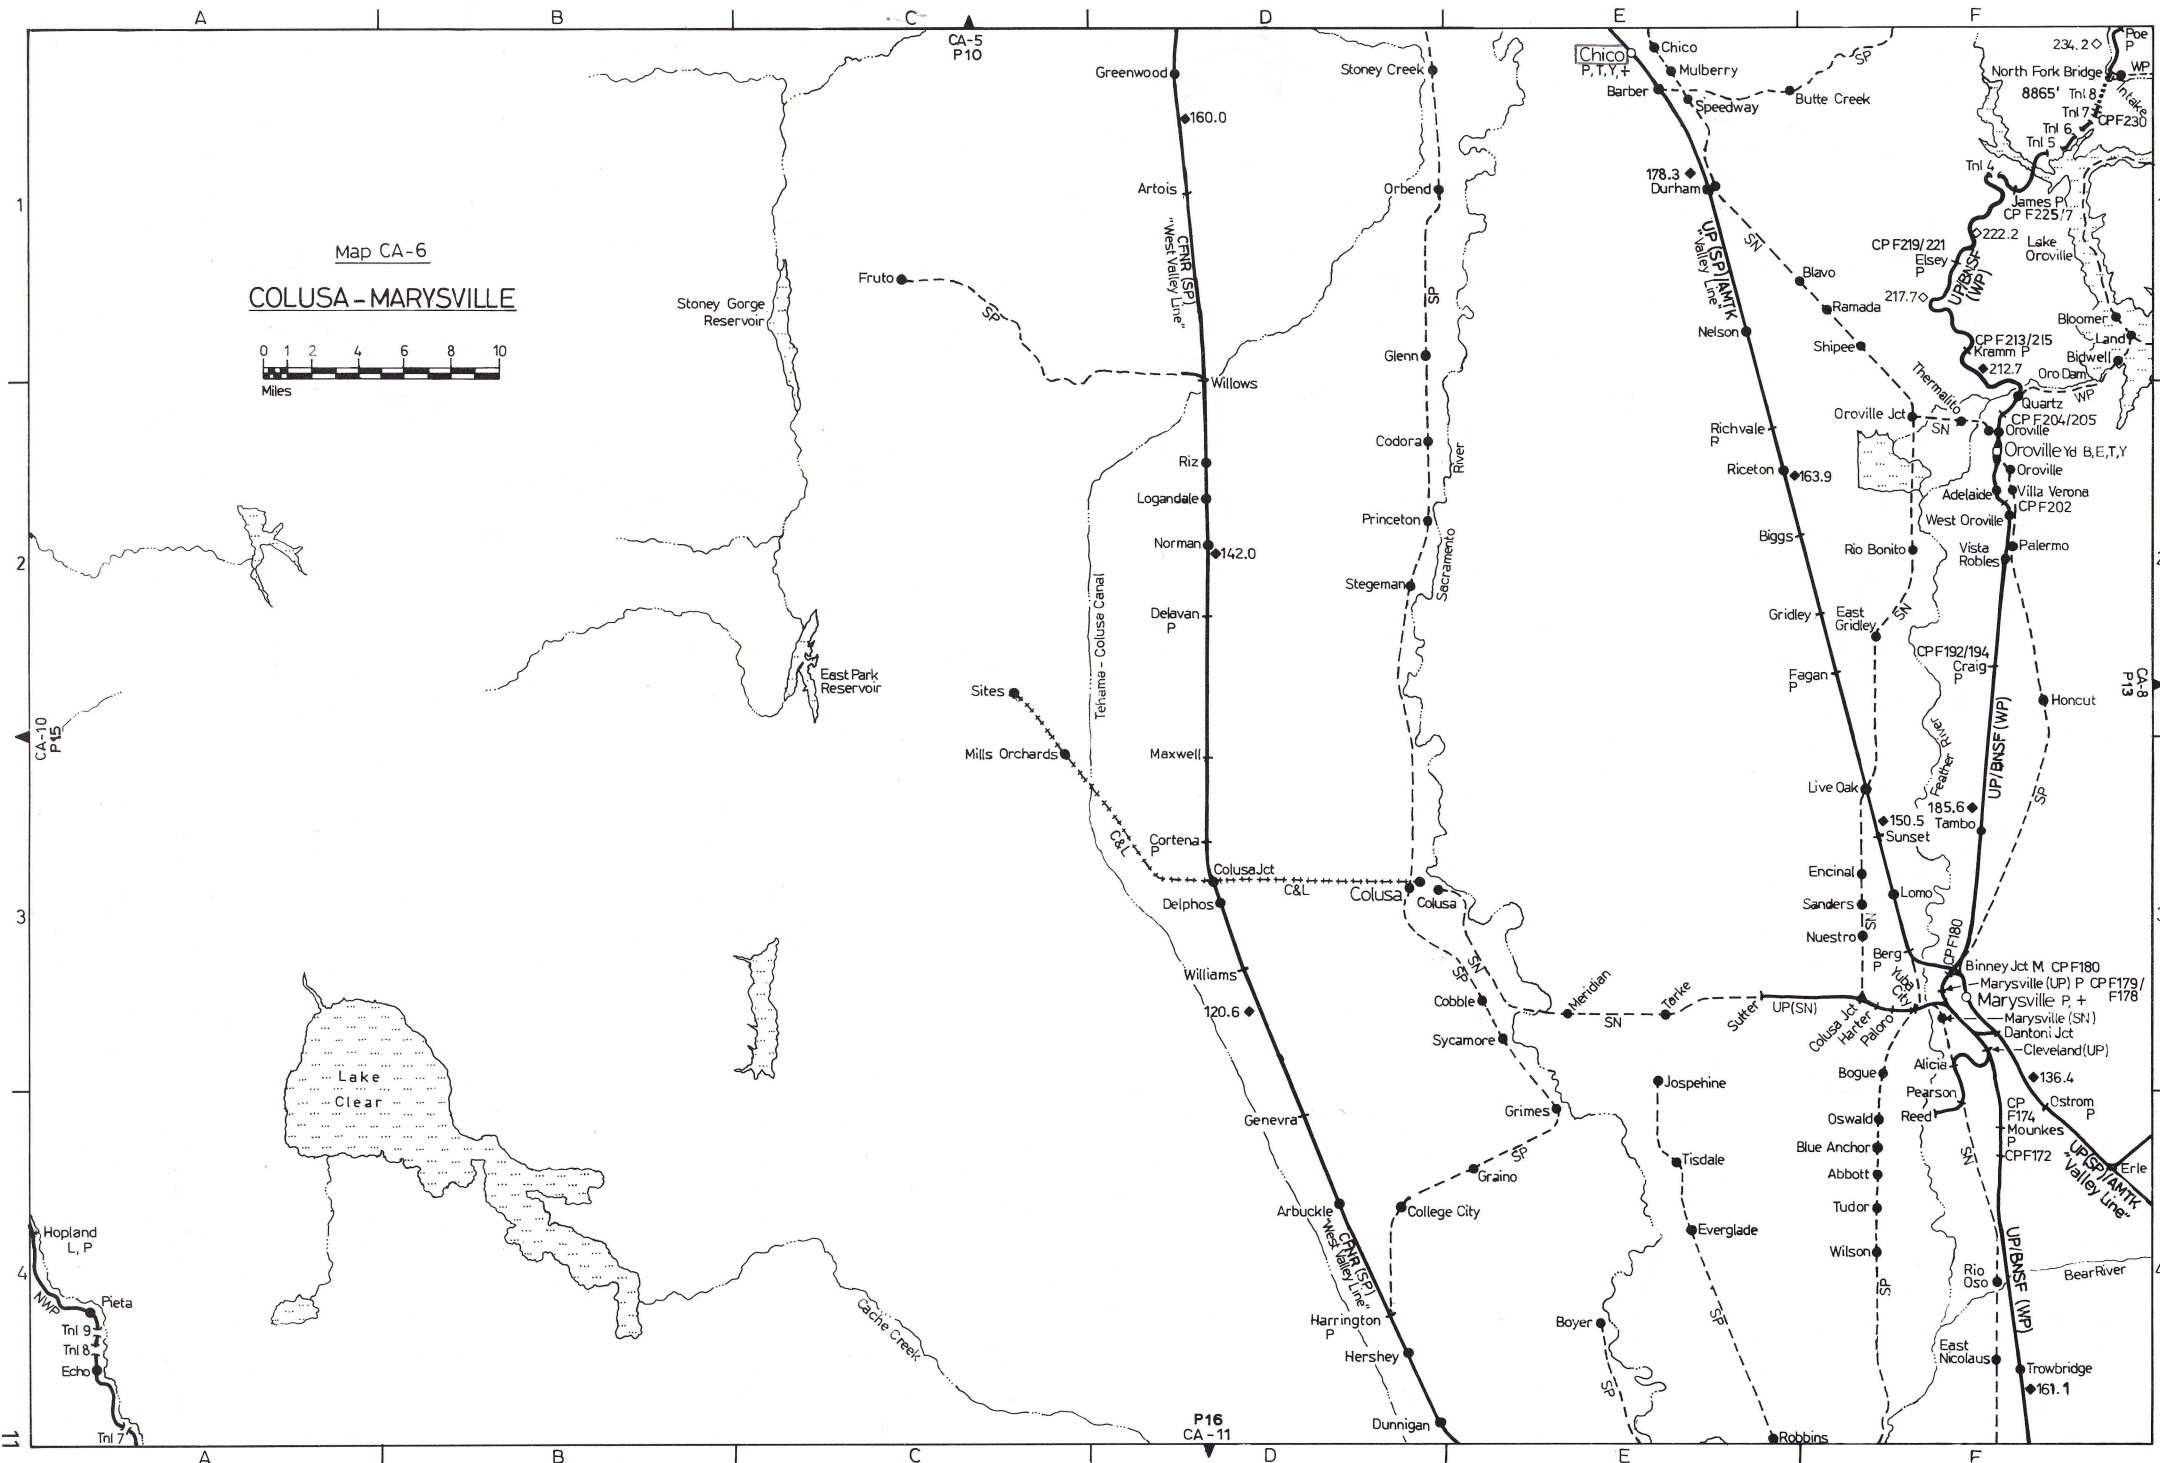 A
B
C
D
E
F
CA-5
P10
Map CA-6
COLUSA – MARYSVILLE
0 1 2 4 6 8 10
Miles
Greenwood
160.0
Artois
CFNR (SP)
"West Valley Line"
Fruto
SP
Stoney Gorge
Reservoir
Willows
Riz
Logandale
Norman
142.0
Delavan
P
Tehama - Colusa Canal
East Park
Reservoir
Sites
Mills Orchards
Maxwell
C&L
Cortena
P
Colusa Jct
C&L
Delphos
Williams
120.6
Genevra
Arbuckle
CFNR (SP)
"West Valley Line"
Harrington
P
Hershey
Dunnigan
Stoney Creek
Orbend
SP
Glenn
Codora
River
Princeton
Sacramento
Stegeman
Colusa
Colusa
SN
SP
Cobble
Sycamore
Meridian
SN
Tarke
Sutter
UP(SN)
Grimes
SP
Graino
College City
Jospehine
Tisdale
Everglade
SP
Boyer
SP
Robbins
Chico
P,T,Y,+
Chico
Mulberry
Barber
Speedway
Butte Creek
SP
178.3
Durham
UP(SP)/AMTK
"Valley Line"
SN
Blavo
Ramada
Nelson
Shipee
Thermalito
Oroville Jct
SN
Richvale
P
Riceton
163.9
Biggs
Rio Bonito
SN
Gridley
East
Gridley
Fagan
P
Live Oak
150.5
Sunset
Encinal
Lomo
Sanders
SN
Nuestro
Berg
P
Yuba
City
Colusa Jct
Harter
Paloro
Bogue
Oswald
Blue Anchor
Abbott
Tudor
Wilson
SP
234.2
Poe
P
North Fork Bridge
WP
8865' Tnl 8
Intake
Tnl 7
CPF230
Tnl 6
Tnl 5
Tnl 4
James P
CP F225/7
222.2
CP F219/221
Elsey
P
Lake
Oroville
UP/BNSF
(WP)
217.7
Bloomer
Land
CP F213/215
Kramm P
Bidwell
212.7
Oro Dam
WP
Quartz
CP F204/205
Oroville
Oroville Yd B,E,T,Y
Oroville
Adelaide
Villa Verona
CP F202
West Oroville
Vista
Robles
Palermo
CP F192/194
Craig
P
Honcut
Feather River
UP/BNSF (WP)
SP
185.6
Tambo
CPF180
Binney Jct M CP F180
Marysville (UP) P CP F179/
F178
Marysville P, +
Marysville (SN)
Dantoni Jct
Cleveland(UP)
Alicia
136.4
Pearson
Reed
CP
F174
Mounkes
P
CPF172
Ostrom
P
SN
UP(SP)/AMTK
"Valley Line"
Erle
UP/BNSF (WP)
Rio
Oso
Bear River
East
Nicolaus
Trowbridge
161.1
CA-8
P13
CA-10
P15
Lake
Clear
Hopland
L, P
NWP
Pieta
Tnl 9
Tnl 8
Echo
Tnl 7
Cache Creek
P16
CA-11
1
2
3
4
11
A
B
C
D
E
F